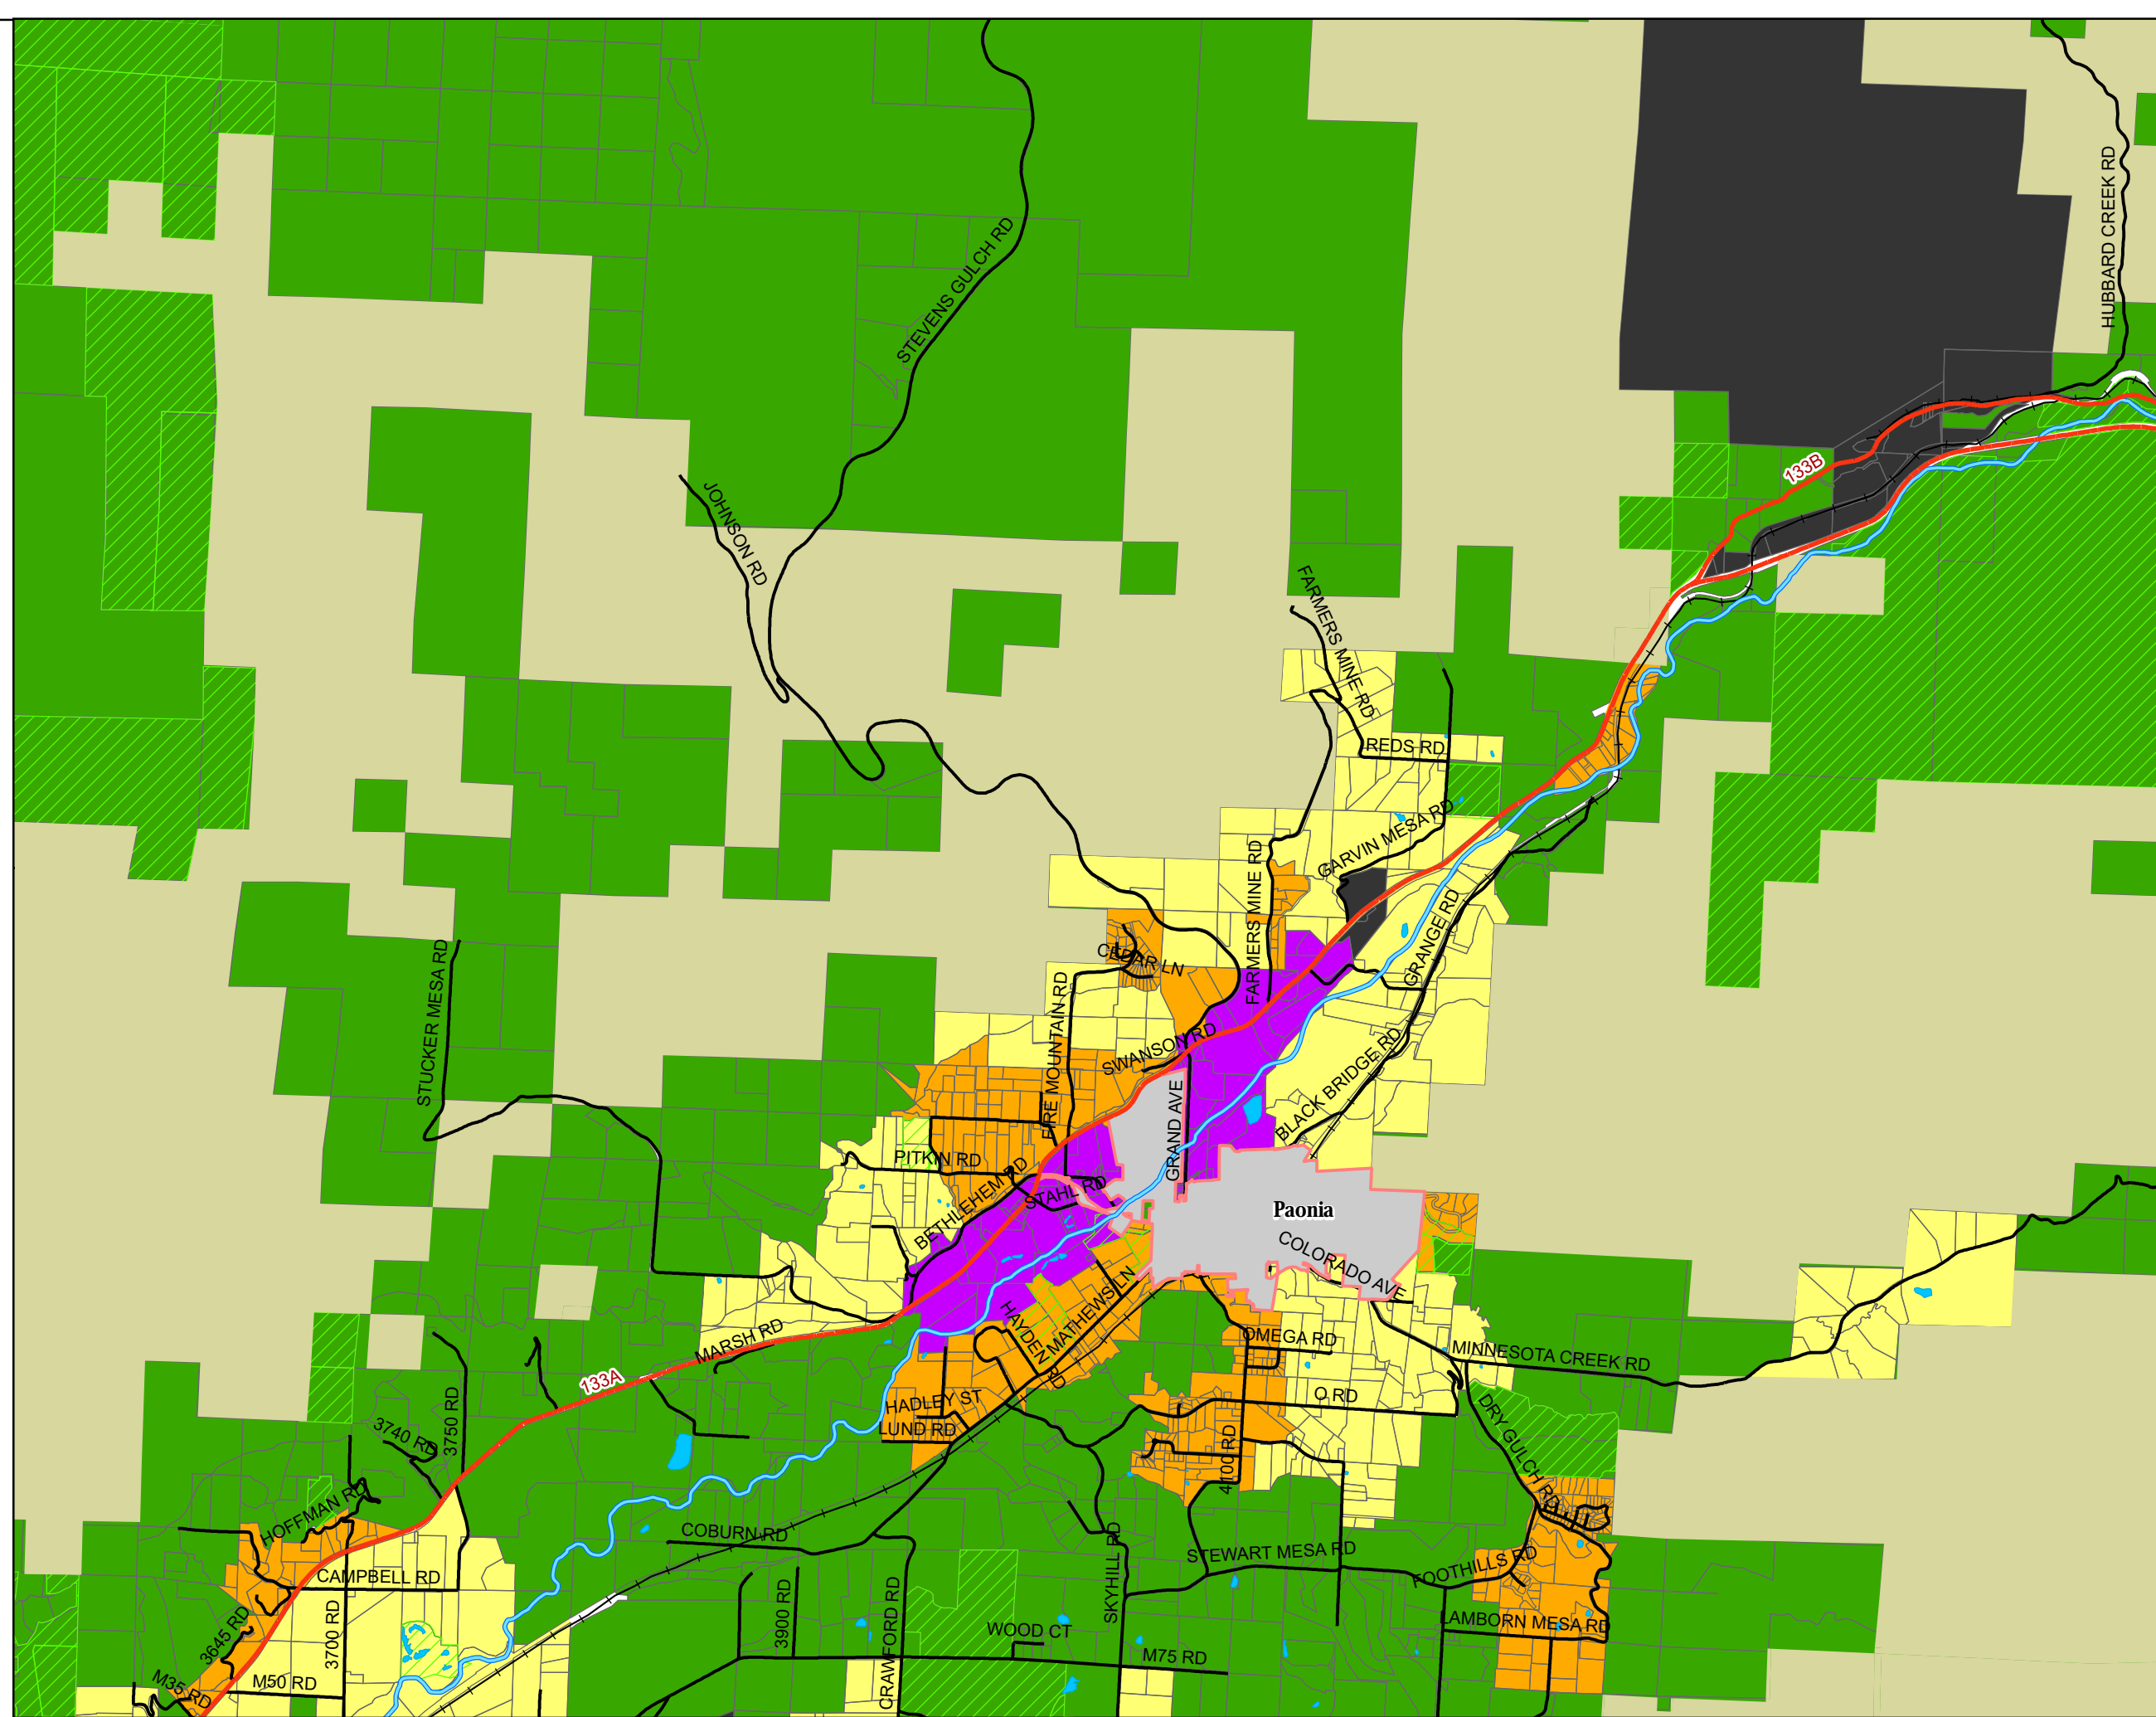 HUBBARD CREEK RD
STEVENS GULCH RD
133B
JOHNSON RD
FARMERS MINE RD
REDS RD
GARVIN MESA RD
FARMERS MINE RD
GRANGE RD
CEDAR LN
STUCKER MESA RD
FIRE MOUNTAIN RD
SWANSON RD
BLACK BRIDGE RD
GRAND AVE
PITKIN RD
BETHLEHEM RD
STAHL RD
Paonia
COLORADO AVE
MATHEWS LN
HAYDEN RD
MARSH RD
OMEGA RD
MINNESOTA CREEK RD
133A
HADLEY ST
LUND RD
O RD
DRY GULCH RD
3750 RD
3740 RD
4100 RD
HOFFMAN RD
COBURN RD
SKYHILL RD
STEWART MESA RD
FOOTHILLS RD
CAMPBELL RD
3700 RD
3645 RD
3900 RD
CRAWFORD RD
WOOD CT
LAMBORN MESA RD
M75 RD
M50 RD
M35 RD